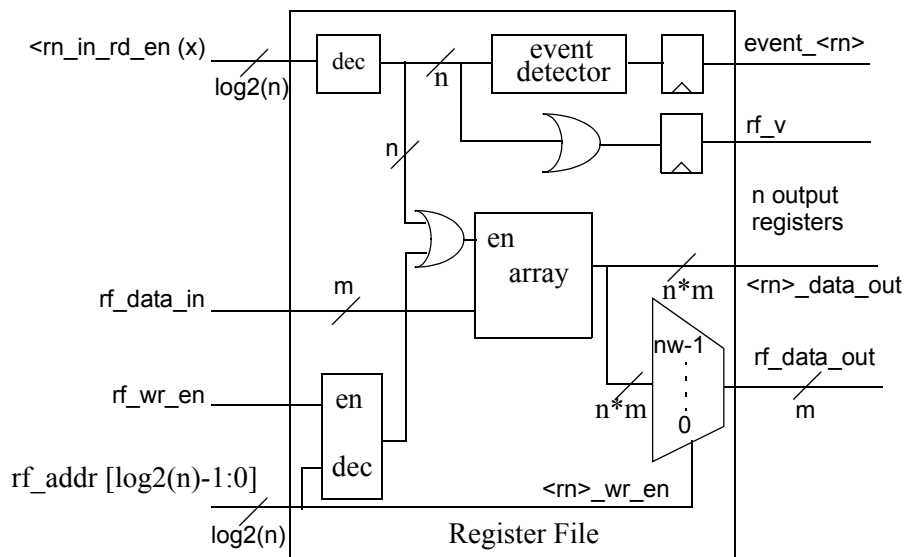 <rn_in_rd_en (x)
log2(n)
dec
n
event
detector
event_<rn>
rf_v
n
n output
registers
en
array
rf_data_in
m
n*m
<rn>_data_out
nw-1
0
rf_data_out
m
n*m
rf_wr_en
en
dec
rf_addr [log2(n)-1:0]
log2(n)
<rn>_wr_en
Register File